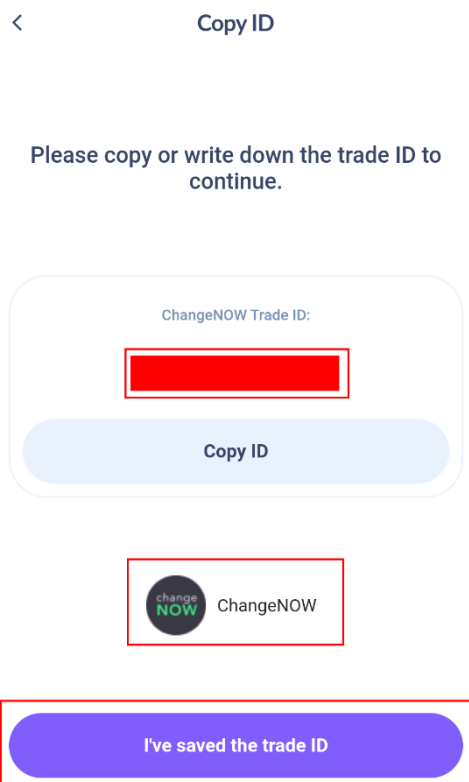 Copy ID
Please copy or write down the trade ID to
continue.
ChangeNOW Trade ID:
Copy ID
change
NOW
ChangeNOW
I've saved the trade ID